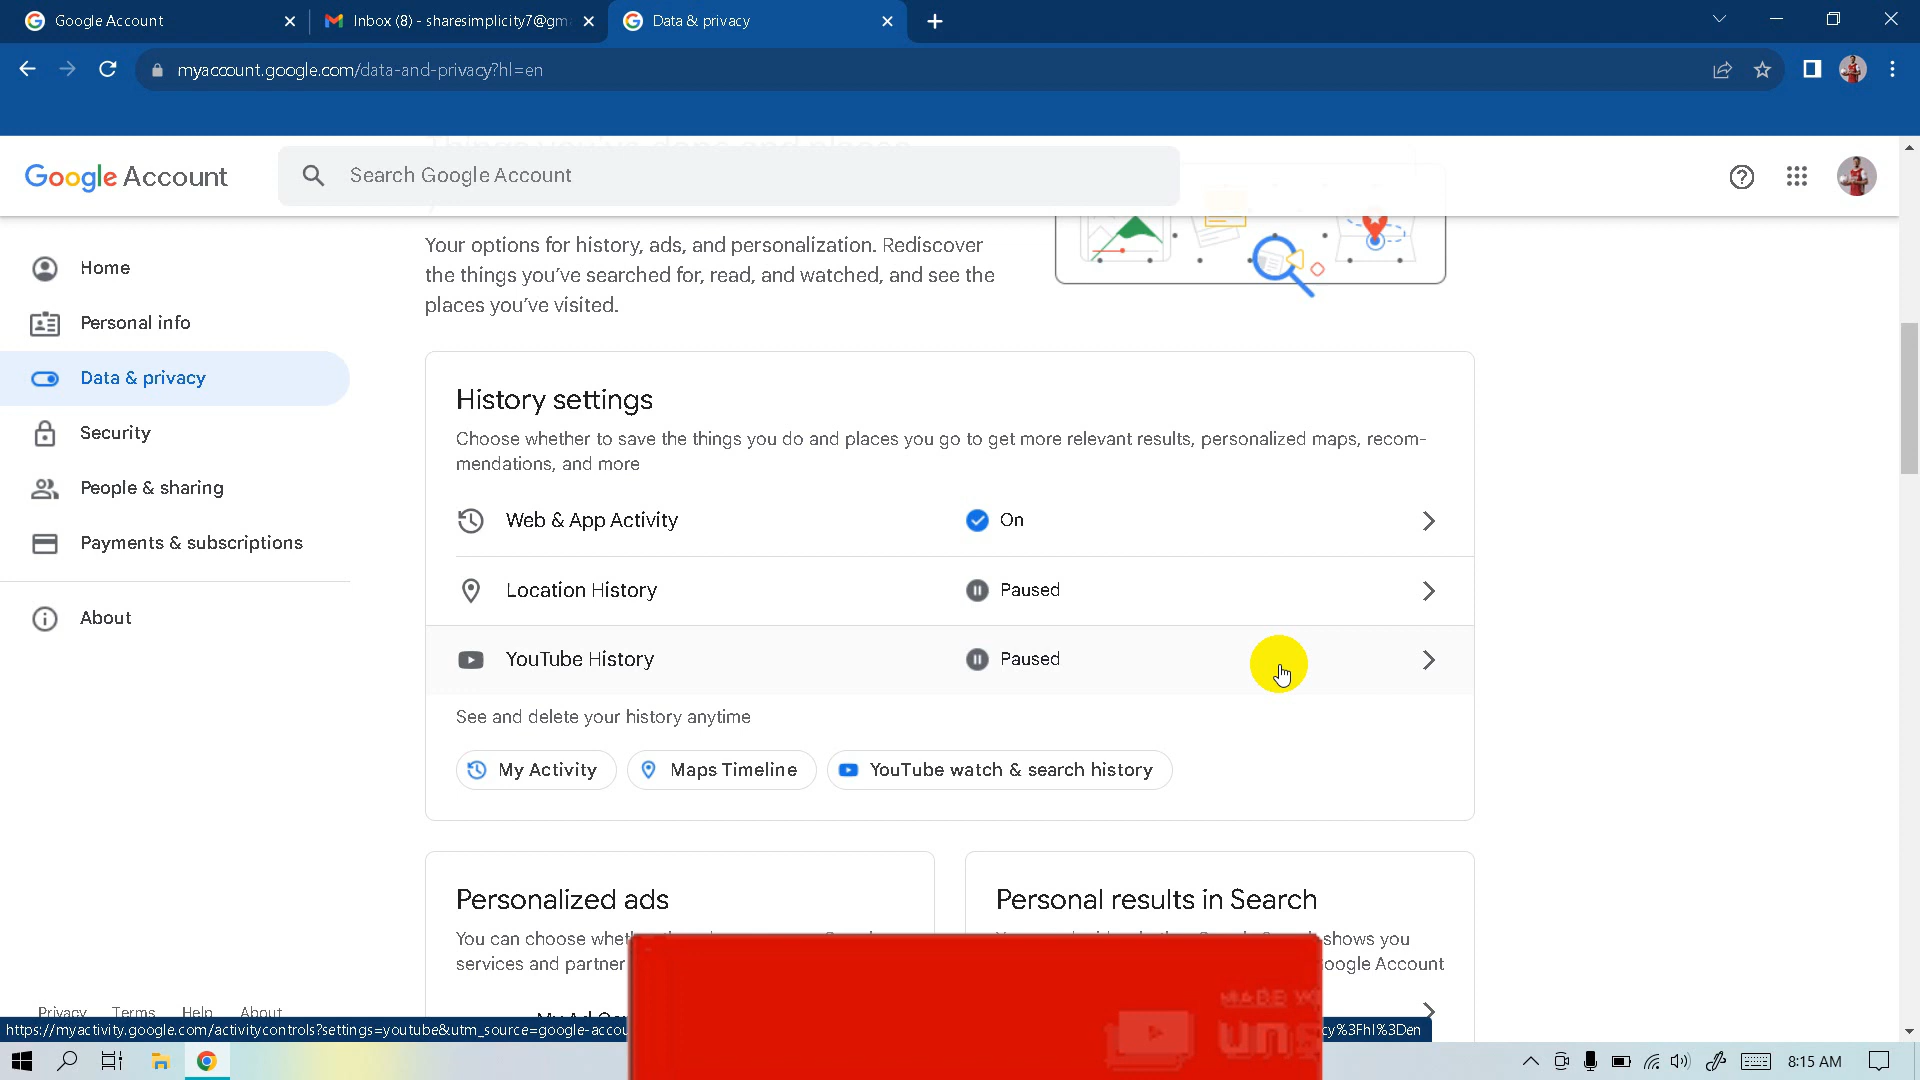 Google Account
Inbox (8) - sharesimplicity7@gm
Data & privacy
myaccount.google.com/data-and-privacy?hl=en
Google Account
Search Google Account
Your options for history, ads, and personalization. Rediscover
the things you've searched for, read, and watched, and see the
places you've visited.
Home
Personal info
Data & privacy
Security
People & sharing
Payments & subscriptions
About
History settings
Choose whether to save the things you do and places you go to get more relevant results, personalized maps, recom-
mendations, and more
Web & App Activity
On
Location History
Paused
YouTube History
Paused
See and delete your history anytime
My Activity
Maps Timeline
YouTube watch & search history
Personalized ads
You can choose whet
services and partner
Personal results in Search
shows you
oogle Account
Privacy Terms Help About
https://myactivity.google.com/activitycontrols?settings=youtube&utm_source=google-accou
cy%3Fhl%3Den
8:15 AM